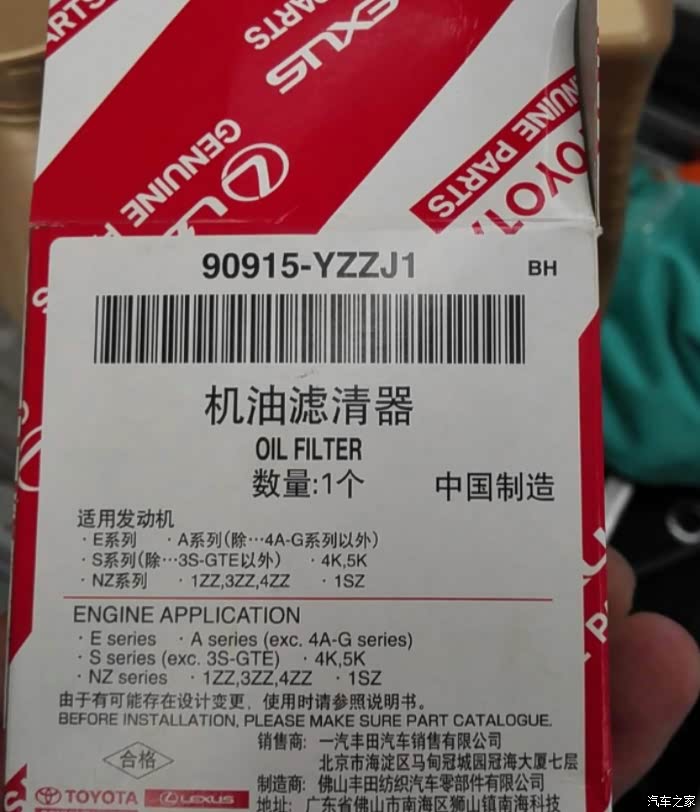 ARTS
PARTS
LEXUS
GENUINE
GENUINE PARTS
TOYOTA
90915-YZZJ1 BH
机油滤清器
OIL FILTER
数量:1个 中国制造
适用发动机
·E系列 ·A系列(除…4A-G系列以外)
·S系列(除…3S-GTE以外) ·4K,5K
·NZ系列 ·1ZZ,3ZZ,4ZZ ·1SZ
ENGINE APPLICATION
·E series ·A series (exc. 4A-G series)
·S series (exc. 3S-GTE) ·4K,5K
·NZ series ·1ZZ,3ZZ,4ZZ ·1SZ
由于有可能存在设计变更，使用时请参照说明书。
BEFORE INSTALLATION, PLEASE MAKE SURE PART CATALOGUE.
合格
销售商: 一汽丰田汽车销售有限公司
北京市海淀区马甸冠城园冠海大厦七层
制造商: 佛山丰田纺织汽车零部件有限公司
地址: 广东省佛山市南海区狮山镇南海科技
TOYOTA LEXUS
汽车之家